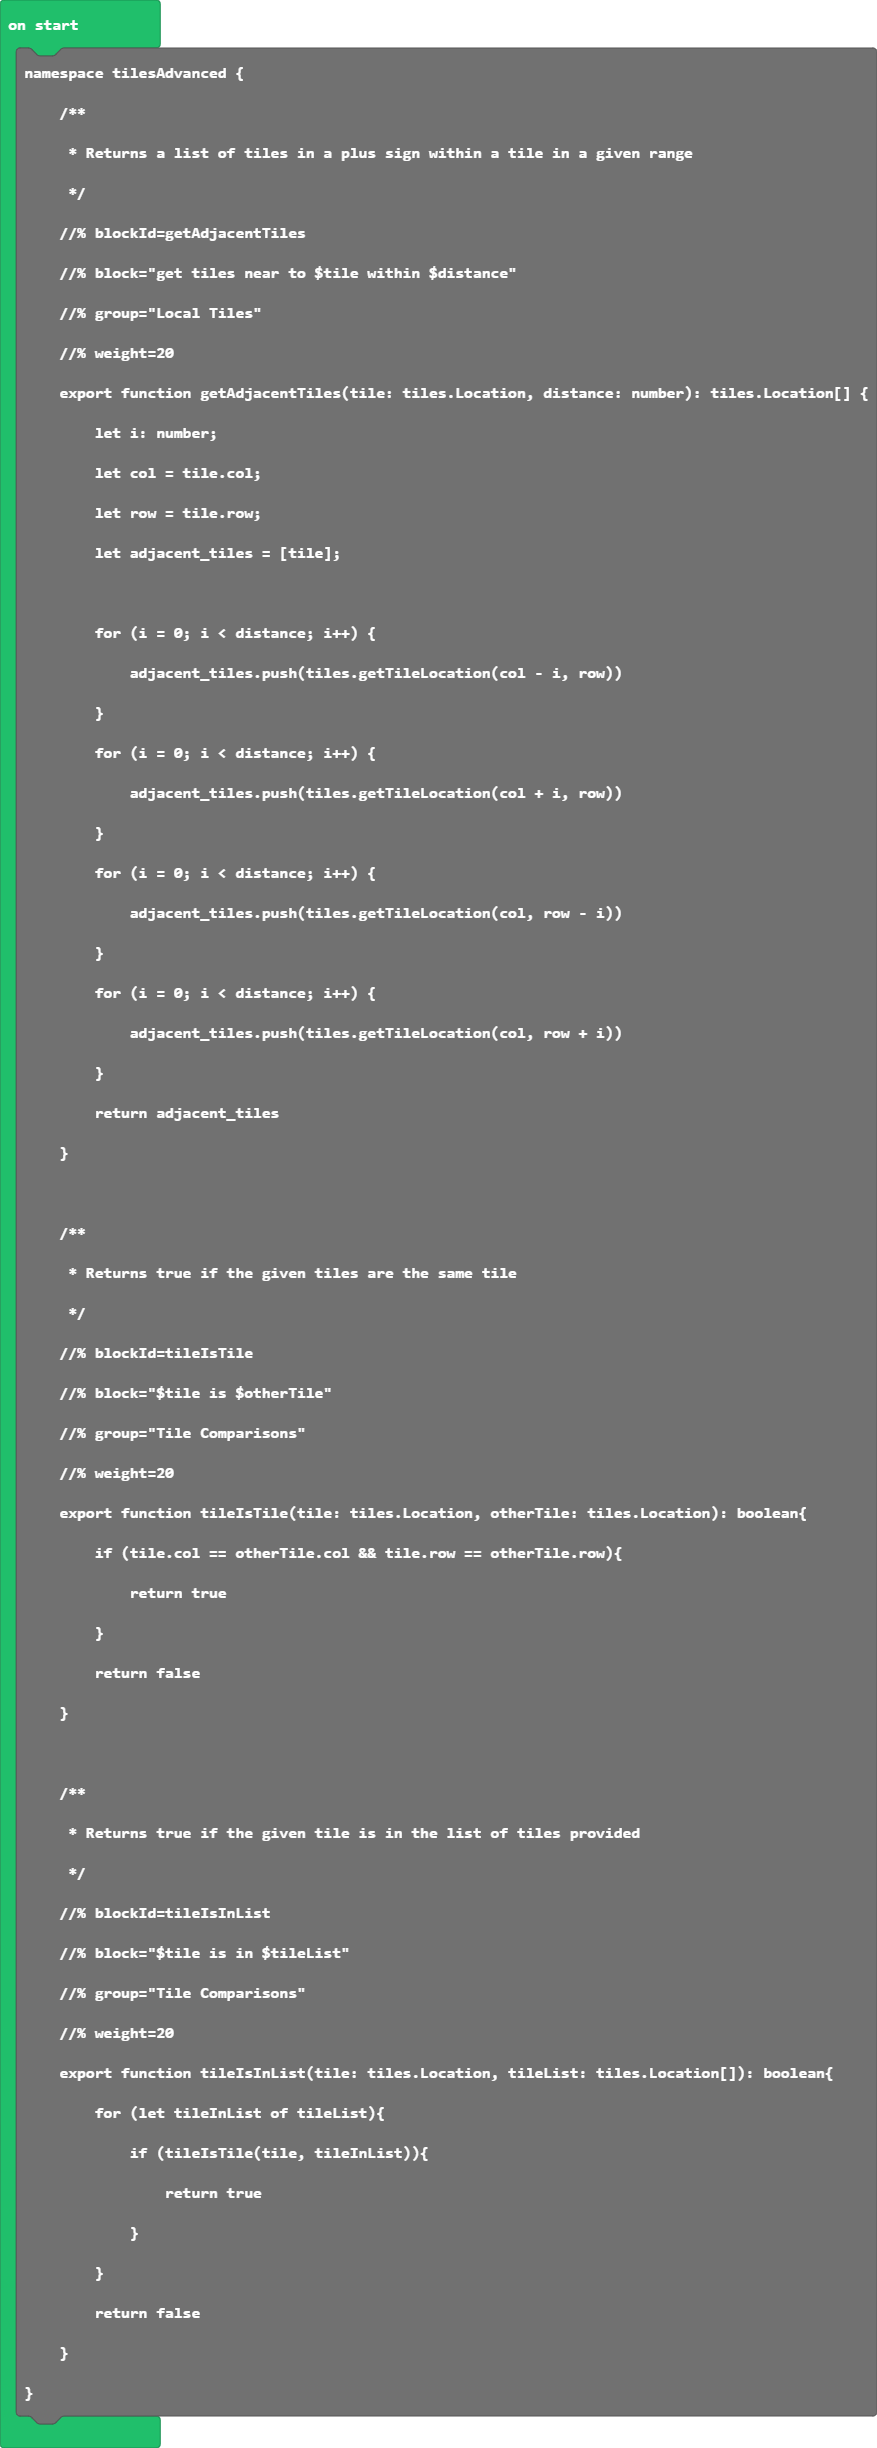 on start
namespace tilesAdvanced {
    /**
     * Returns a list of tiles in a plus sign within a tile in a given range
     */
    //% blockId=getAdjacentTiles
    //% block="get tiles near to $tile within $distance"
    //% group="Local Tiles"
    //% weight=20
    export function getAdjacentTiles(tile: tiles.Location, distance: number): tiles.Location[] {
        let i: number;
        let col = tile.col;
        let row = tile.row;
        let adjacent_tiles = [tile];

        for (i = 0; i < distance; i++) {
            adjacent_tiles.push(tiles.getTileLocation(col - i, row))
        }
        for (i = 0; i < distance; i++) {
            adjacent_tiles.push(tiles.getTileLocation(col + i, row))
        }
        for (i = 0; i < distance; i++) {
            adjacent_tiles.push(tiles.getTileLocation(col, row - i))
        }
        for (i = 0; i < distance; i++) {
            adjacent_tiles.push(tiles.getTileLocation(col, row + i))
        }
        return adjacent_tiles
    }

    /**
     * Returns true if the given tiles are the same tile
     */
    //% blockId=tileIsTile
    //% block="$tile is $otherTile"
    //% group="Tile Comparisons"
    //% weight=20
    export function tileIsTile(tile: tiles.Location, otherTile: tiles.Location): boolean{
        if (tile.col == otherTile.col && tile.row == otherTile.row){
            return true
        }
        return false
    }

    /**
     * Returns true if the given tile is in the list of tiles provided
     */
    //% blockId=tileIsInList
    //% block="$tile is in $tileList"
    //% group="Tile Comparisons"
    //% weight=20
    export function tileIsInList(tile: tiles.Location, tileList: tiles.Location[]): boolean{
        for (let tileInList of tileList){
            if (tileIsTile(tile, tileInList)){
                return true
            }
        }
        return false
    }
}